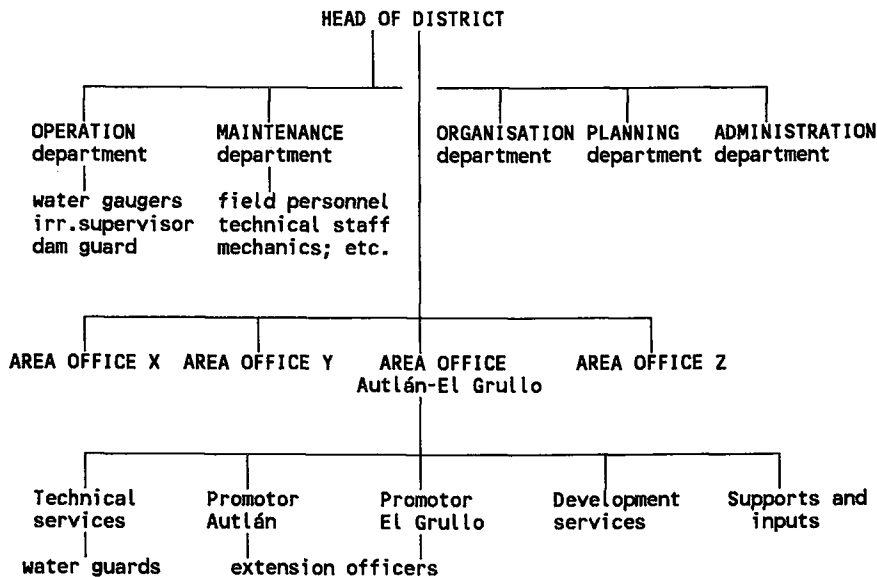 HEAD OF DISTRICT
OPERATION department
MAINTENANCE department
ORGANISATION department
PLANNING department
ADMINISTRATION department
water gaugers
irr.supervisor
dam guard
field personnel
technical staff
mechanics; etc.
AREA OFFICE X
AREA OFFICE Y
AREA OFFICE
Autlán-El Grullo
AREA OFFICE Z
Technical
services
Promotor
Autlán
Promotor
El Grullo
Development
services
Supports and
inputs
water guards
extension officers